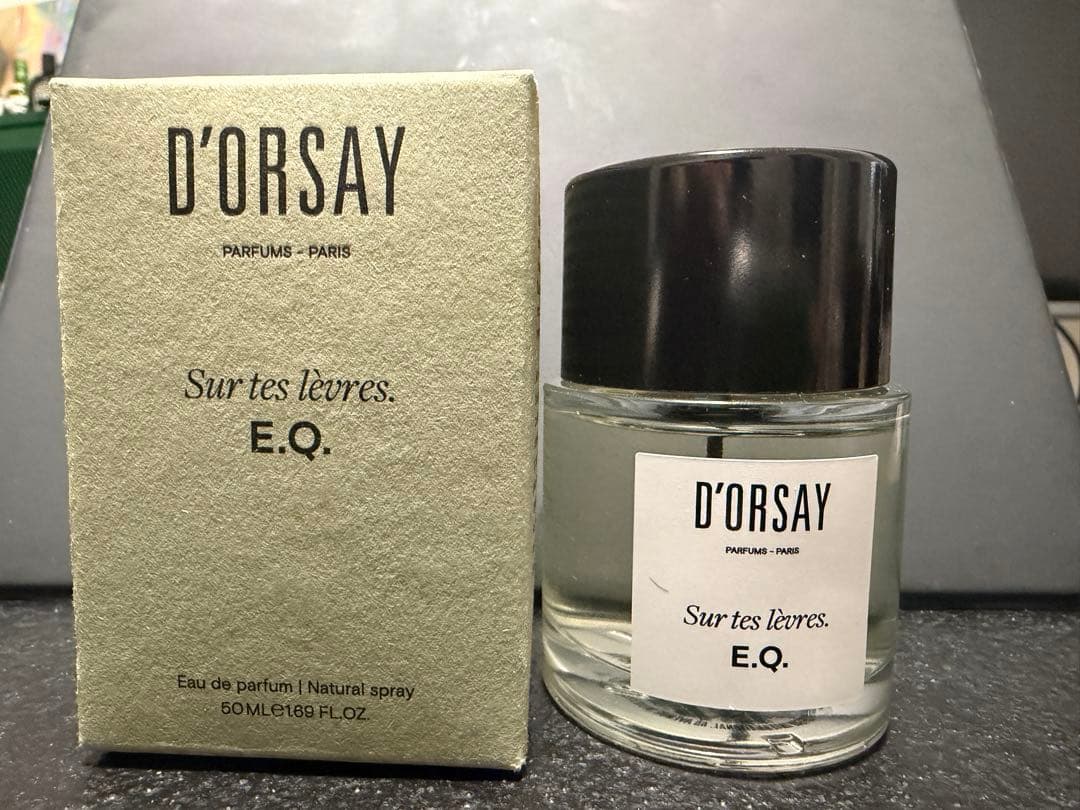 D'ORSAY
PARFUMS - PARIS
Sur tes lèvres.
E.Q.
Eau de parfum | Natural spray
50 ML℮1.69 FL.OZ.
D'ORSAY
PARFUMS - PARIS
Sur tes lèvres.
E.Q.